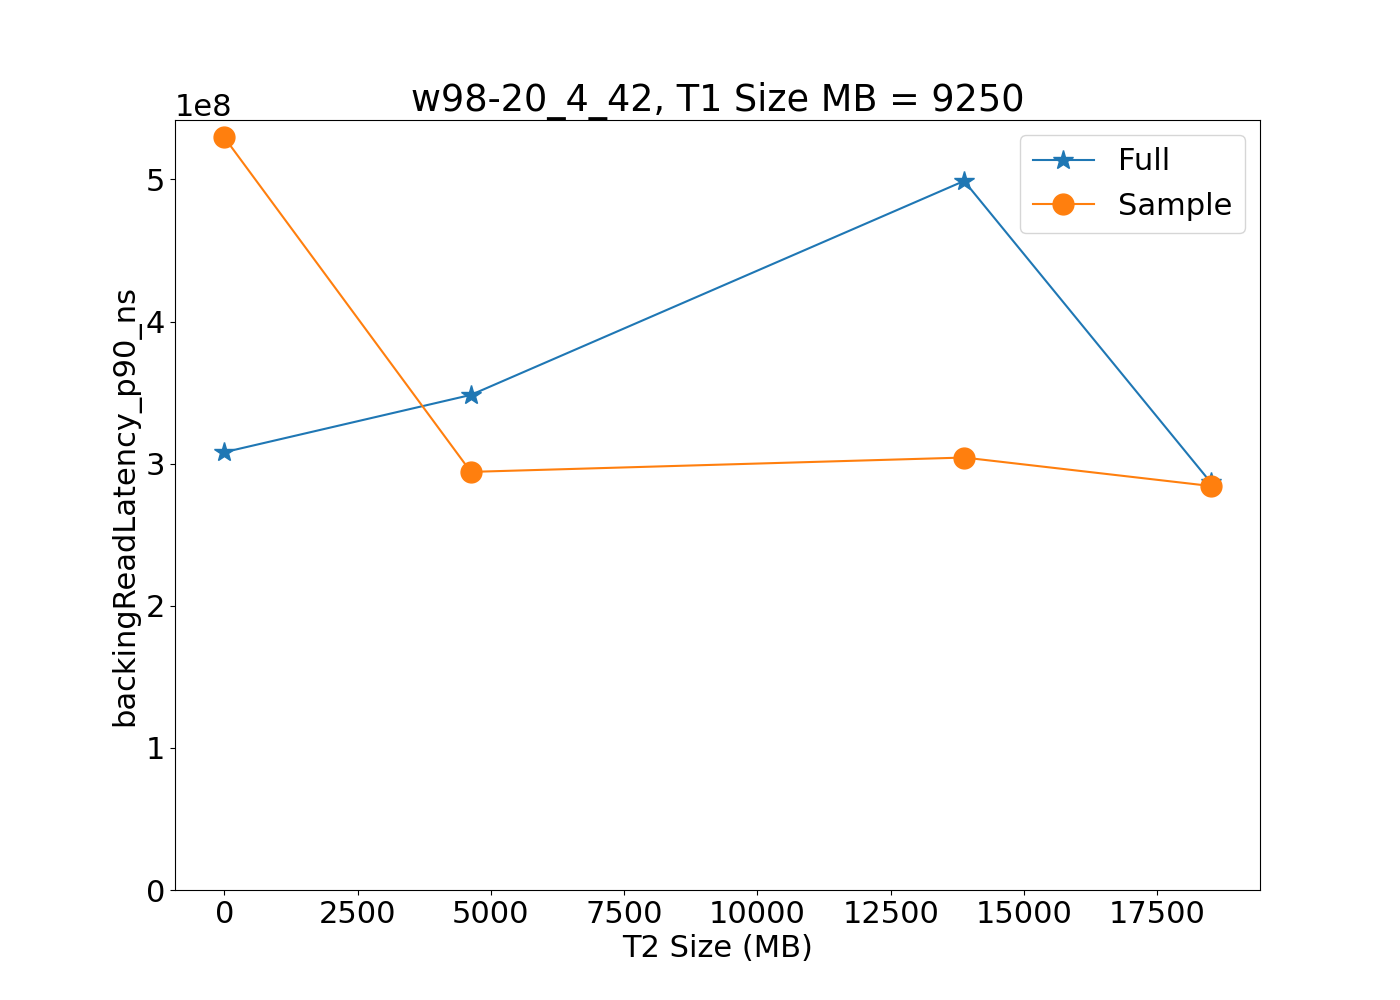 w98-20_4_42, T1 Size MB = 9250
1e8
Full
Sample
5
4
3
2
1
0
backingReadLatency_p90_ns
0 2500 5000 7500 10000 12500 15000 17500
T2 Size (MB)